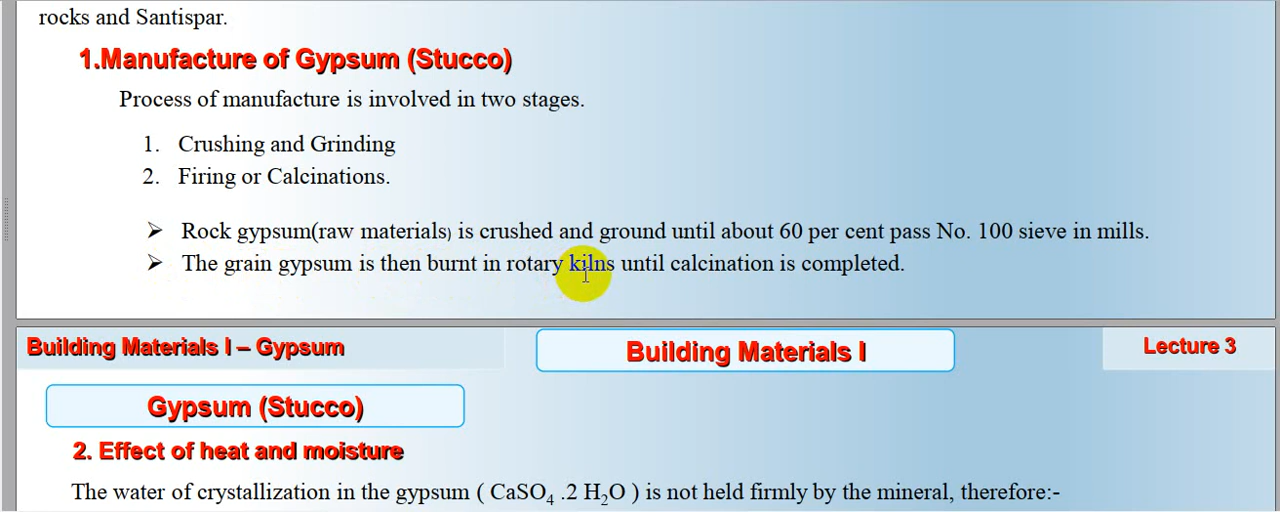 rocks and Santispar.
1.Manufacture of Gypsum (Stucco)
Process of manufacture is involved in two stages.
1. Crushing and Grinding
2. Firing or Calcinations.
➢ Rock gypsum(raw materials) is crushed and ground until about 60 per cent pass No. 100 sieve in mills.
➢ The grain gypsum is then burnt in rotary kilns until calcination is completed.
Building Materials I – Gypsum
Building Materials I
Lecture 3
Gypsum (Stucco)
2. Effect of heat and moisture
The water of crystallization in the gypsum ( CaSO₄ .2 H₂O ) is not held firmly by the mineral, therefore:-